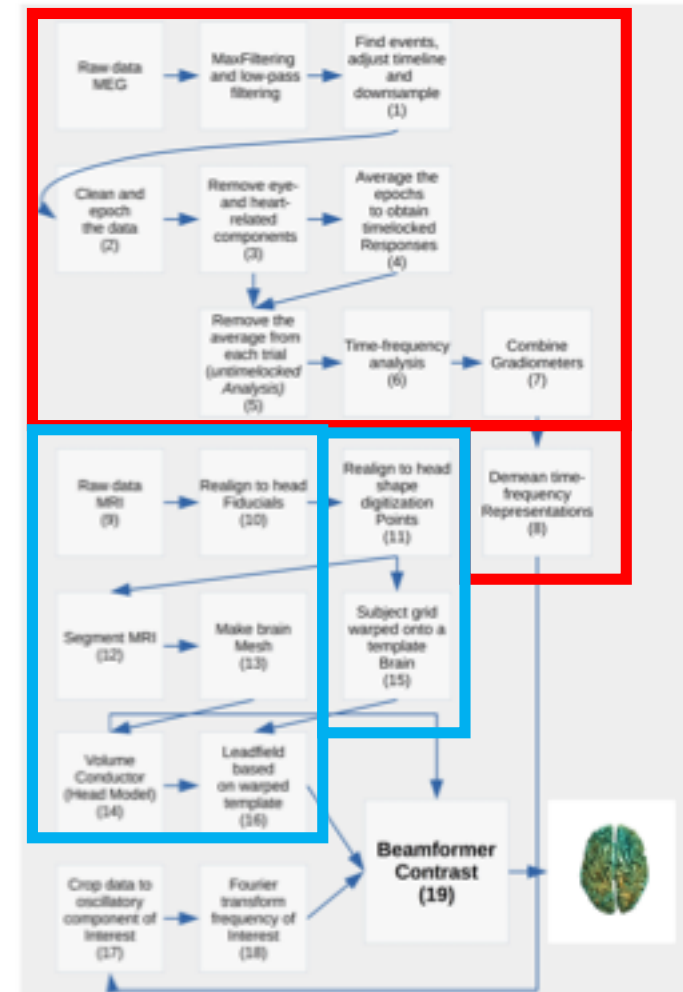 Raw data
MEG
MaxFiltering
and low-pass
filtering
Find events,
adjust timeline
and
downsample
(1)
Clean and
epoch
the data
(2)
Remove eye-
and heart-
related
components
(3)
Average the
epochs
to obtain
timelocked
Responses
(4)
Remove the
average from
each trial
(untimelocked
Analysis)
(5)
Time-frequency
analysis
(6)
Combine
Gradiometers
(7)
Raw data
MRI
(9)
Realign to head
Fiducials
(10)
Realign to head
shape
digitization
Points
(11)
Demean time-
frequency
Representations
(8)
Segment MRI
(12)
Make brain
Mesh
(13)
Subject grid
warped onto a
template
Brain
(15)
Volume
Conductor
(Head Model)
(14)
Leadfield
based
on warped
template
(16)
Beamformer
Contrast
(19)
Crop data to
oscillatory
component of
Interest
(17)
Fourier
transform
frequency of
Interest
(18)